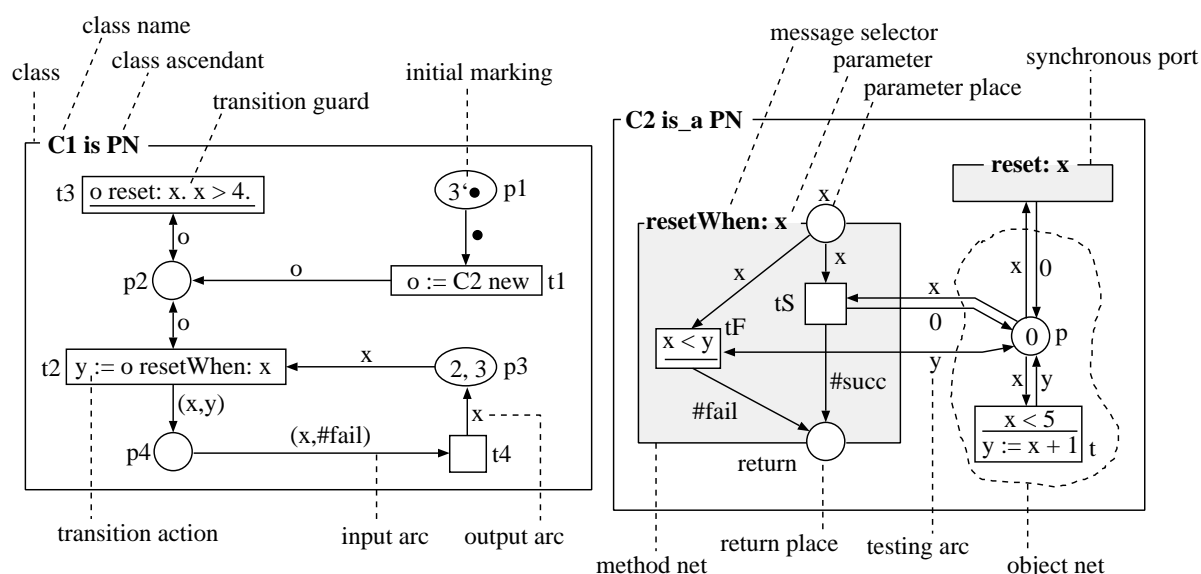 class name
class ascendant
class
initial marking
transition guard
C1 is PN
t3
o reset: x. x > 4.
3‘●
p1
o
●
p2
o
o := C2 new
t1
o
t2
y := o resetWhen: x
x
2, 3
p3
(x,y)
x
p4
(x,#fail)
t4
transition action
input arc
output arc
message selector
parameter
parameter place
synchronous port
C2 is_a PN
reset: x
x
resetWhen: x
x
x
x
0
tS
x
0
tF
x < y
0
p
y
x
y
#succ
#fail
x < 5
y := x + 1
t
return
return place
testing arc
method net
object net